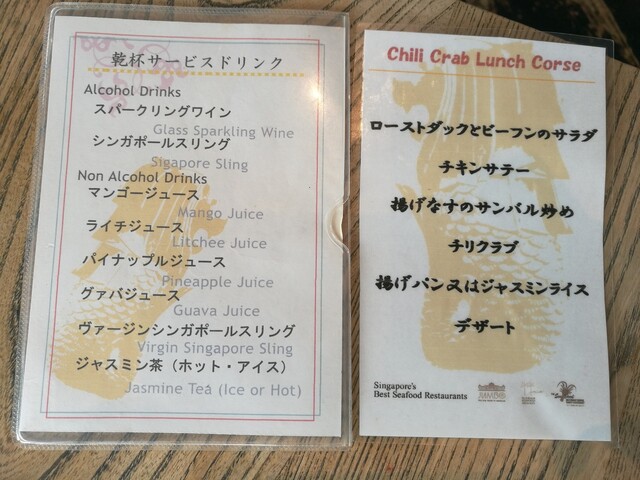 乾杯サービスドリンク
Alcohol Drinks
スパークリングワイン
Glass Sparkling Wine
シンガポールスリング
Sigapore Sling
Non Alcohol Drinks
マンゴージュース
Mango Juice
ライチジュース
Litchee Juice
パイナップルジュース
Pineapple Juice
グァバジュース
Guava Juice
ヴァージンシンガポールスリング
Virgin Singapore Sling
ジャスミン茶（ホット・アイス）
Jasmine Tea (Ice or Hot)
Chili Crab Lunch Corse
ローストダックとビーフンのサラダ
チキンサテー
揚げなすのサンバル炒め
チリクラブ
揚げパン又はジャスミンライス
デザート
Singapore's
Best Seafood Restaurants